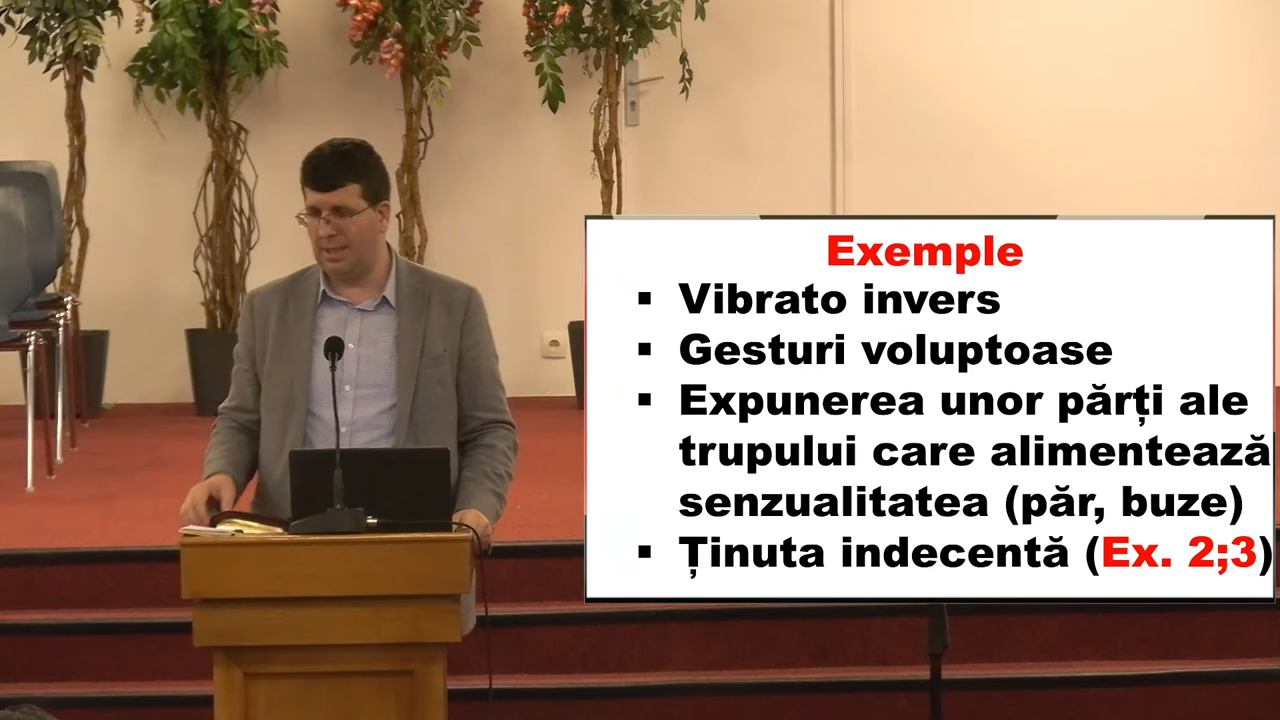 Exemple
▪ Vibrato invers
▪ Gesturi voluptoase
▪ Expunerea unor părți ale
trupului care alimentează
senzualitatea (păr, buze)
▪ Ținuta indecentă (Ex. 2;3)